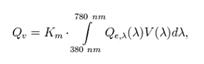 Q_v = K_m · ∫_{380 nm}^{780 nm} Q_{e,λ}(λ)V(λ)dλ,